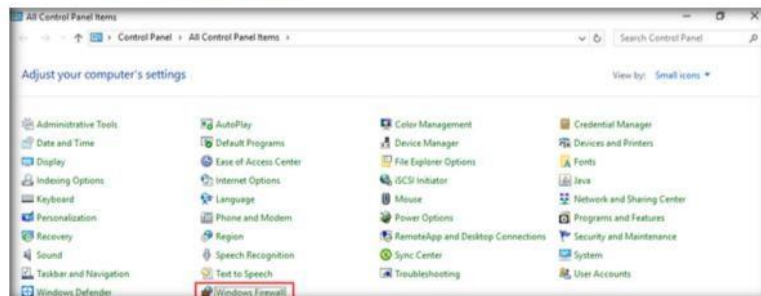 All Control Panel Items
Control Panel › All Control Panel Items ›
Search Control Panel
Adjust your computer's settings
View by: Small icons
Administrative Tools
AutoPlay
Color Management
Credential Manager
Date and Time
Default Programs
Device Manager
Devices and Printers
Display
Ease of Access Center
File Explorer Options
Fonts
Indexing Options
Internet Options
iSCSI Initiator
Java
Keyboard
Language
Mouse
Network and Sharing Center
Personalization
Phone and Modem
Power Options
Programs and Features
Recovery
Region
RemoteApp and Desktop Connections
Security and Maintenance
Sound
Speech Recognition
Sync Center
System
Taskbar and Navigation
Text to Speech
Troubleshooting
User Accounts
Windows Defender
Windows Firewall